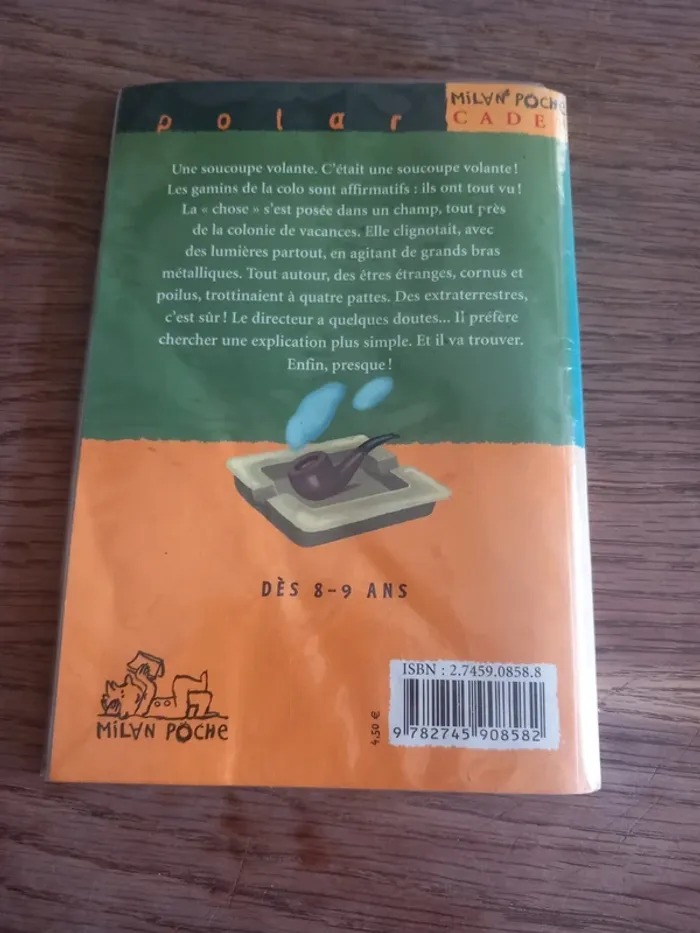 polar
MiLAN POCHe
CADE
Une soucoupe volante. C'était une soucoupe volante !
Les gamins de la colo sont affirmatifs : ils ont tout vu !
La « chose » s'est posée dans un champ, tout près
de la colonie de vacances. Elle clignotait, avec
des lumières partout, en agitant de grands bras
métalliques. Tout autour, des êtres étranges, cornus et
poilus, trottinaient à quatre pattes. Des extraterrestres,
c'est sûr ! Le directeur a quelques doutes... Il préfère
chercher une explication plus simple. Et il va trouver.
Enfin, presque !
DÈS 8-9 ANS
MiLAN POCHe
4,50 €
ISBN : 2.7459.0858.8
9 782745 908582